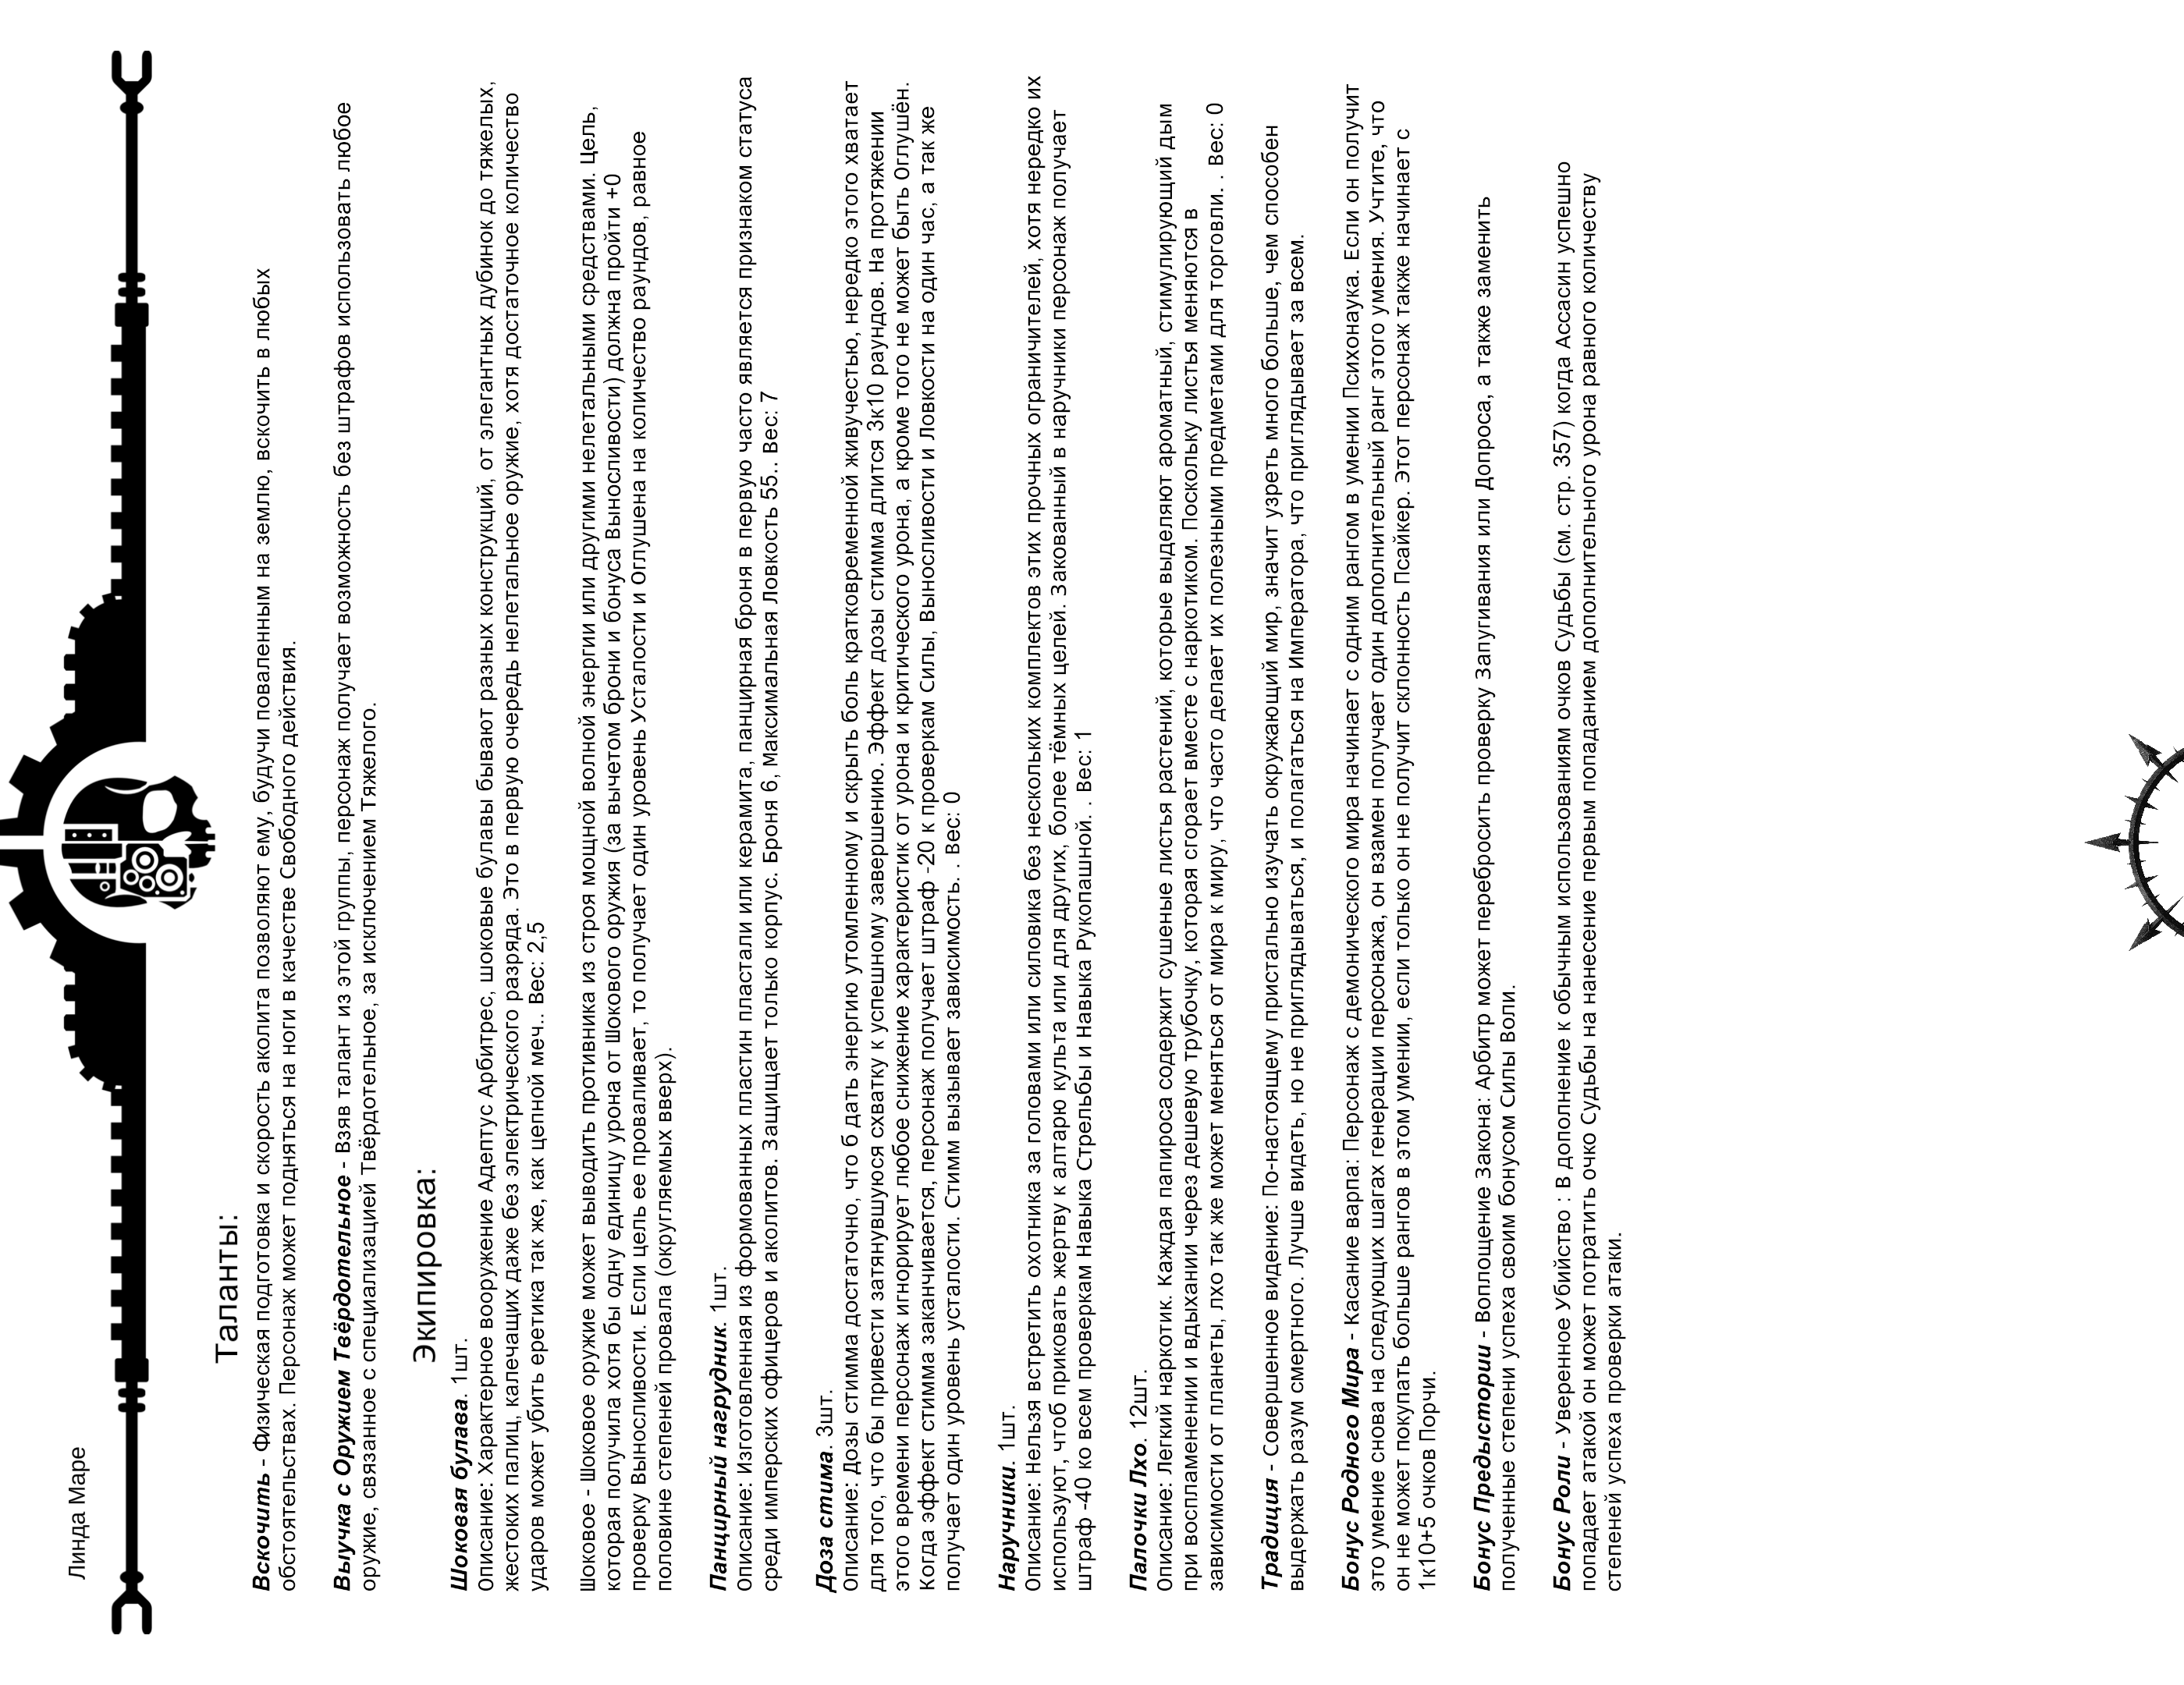 Линда Маре
Таланты:
Вскочить - Физическая подготовка и скорость аколита позволяют ему, будучи поваленным на землю, вскочить в любых
обстоятельствах. Персонаж может подняться на ноги в качестве Свободного действия.
Выучка с Оружием Твёрдотельное - Взяв талант из этой группы, персонаж получает возможность без штрафов использовать любое
оружие, связанное с специализацией Твёрдотельное, за исключением Тяжелого.
Экипировка:
Шоковая булава. 1шт.
Описание: Характерное вооружение Адептус Арбитрес, шоковые булавы бывают разных конструкций, от элегантных дубинок до тяжелых,
жестоких палиц, калечащих даже без электрического разряда. Это в первую очередь нелетальное оружие, хотя достаточное количество
ударов может убить еретика так же, как цепной меч.. Вес: 2,5
Шоковое - Шоковое оружие может выводить противника из строя мощной волной энергии или другими нелетальными средствами. Цель,
которая получила хотя бы одну единицу урона от Шокового оружия (за вычетом брони и бонуса Выносливости) должна пройти +0
проверку Выносливости. Если цель ее проваливает, то получает один уровень Усталости и Оглушена на количество раундов, равное
половине степеней провала (округляемых вверх).
Панцирный нагрудник. 1шт.
Описание: Изготовленная из формованных пластин пластали или керамита, панцирная броня в первую часто является признаком статуса
среди имперских офицеров и аколитов. Защищает только корпус. Броня 6, Максимальная Ловкость 55.. Вес: 7
Доза стима. 3шт.
Описание: Дозы стимма достаточно, что б дать энергию утомленному и скрыть боль кратковременной живучестью, нередко этого хватает
для того, что бы привести затянувшуюся схватку к успешному завершению. Эффект дозы стимма длится 3к10 раундов. На протяжении
этого времени персонаж игнорирует любое снижение характеристик от урона и критического урона, а кроме того не может быть Оглушён.
Когда эффект стимма заканчивается, персонаж получает штраф -20 к проверкам Силы, Выносливости и Ловкости на один час, а так же
получает один уровень усталости. Стимм вызывает зависимость. . Вес: 0
Наручники. 1шт.
Описание: Нельзя встретить охотника за головами или силовика без нескольких комплектов этих прочных ограничителей, хотя нередко их
используют, чтоб приковать жертву к алтарю культа или для других, более тёмных целей. Закованный в наручники персонаж получает
штраф -40 ко всем проверкам Навыка Стрельбы и Навыка Рукопашной. . Вес: 1
Палочки Лхо. 12шт.
Описание: Легкий наркотик. Каждая папироса содержит сушеные листья растений, которые выделяют ароматный, стимулирующий дым
при воспламенении и вдыхании через дешевую трубочку, которая сгорает вместе с наркотиком. Поскольку листья меняются в
зависимости от планеты, лхо так же может меняться от мира к миру, что часто делает их полезными предметами для торговли. . Вес: 0
Традиция - Совершенное видение: По-настоящему пристально изучать окружающий мир, значит узреть много больше, чем способен
выдержать разум смертного. Лучше видеть, но не приглядываться, и полагаться на Императора, что приглядывает за всем.
Бонус Родного Мира - Касание варпа: Персонаж с демонического мира начинает с одним рангом в умении Психонаука. Если он получит
это умение снова на следующих шагах генерации персонажа, он взамен получает один дополнительный ранг этого умения. Учтите, что
он не может покупать больше рангов в этом умении, если только он не получит склонность Псайкер. Этот персонаж также начинает с
1к10+5 очков Порчи.
Бонус Предыстории - Воплощение Закона: Арбитр может перебросить проверку Запугивания или Допроса, а также заменить
полученные степени успеха своим бонусом Силы Воли.
Бонус Роли - Уверенное Убийство : В дополнение к обычным использованиям очков Судьбы (см. стр. 357) когда Ассасин успешно
попадает атакой он может потратить очко Судьбы на нанесение первым попаданием дополнительного урона равного количеству
степеней успеха проверки атаки.